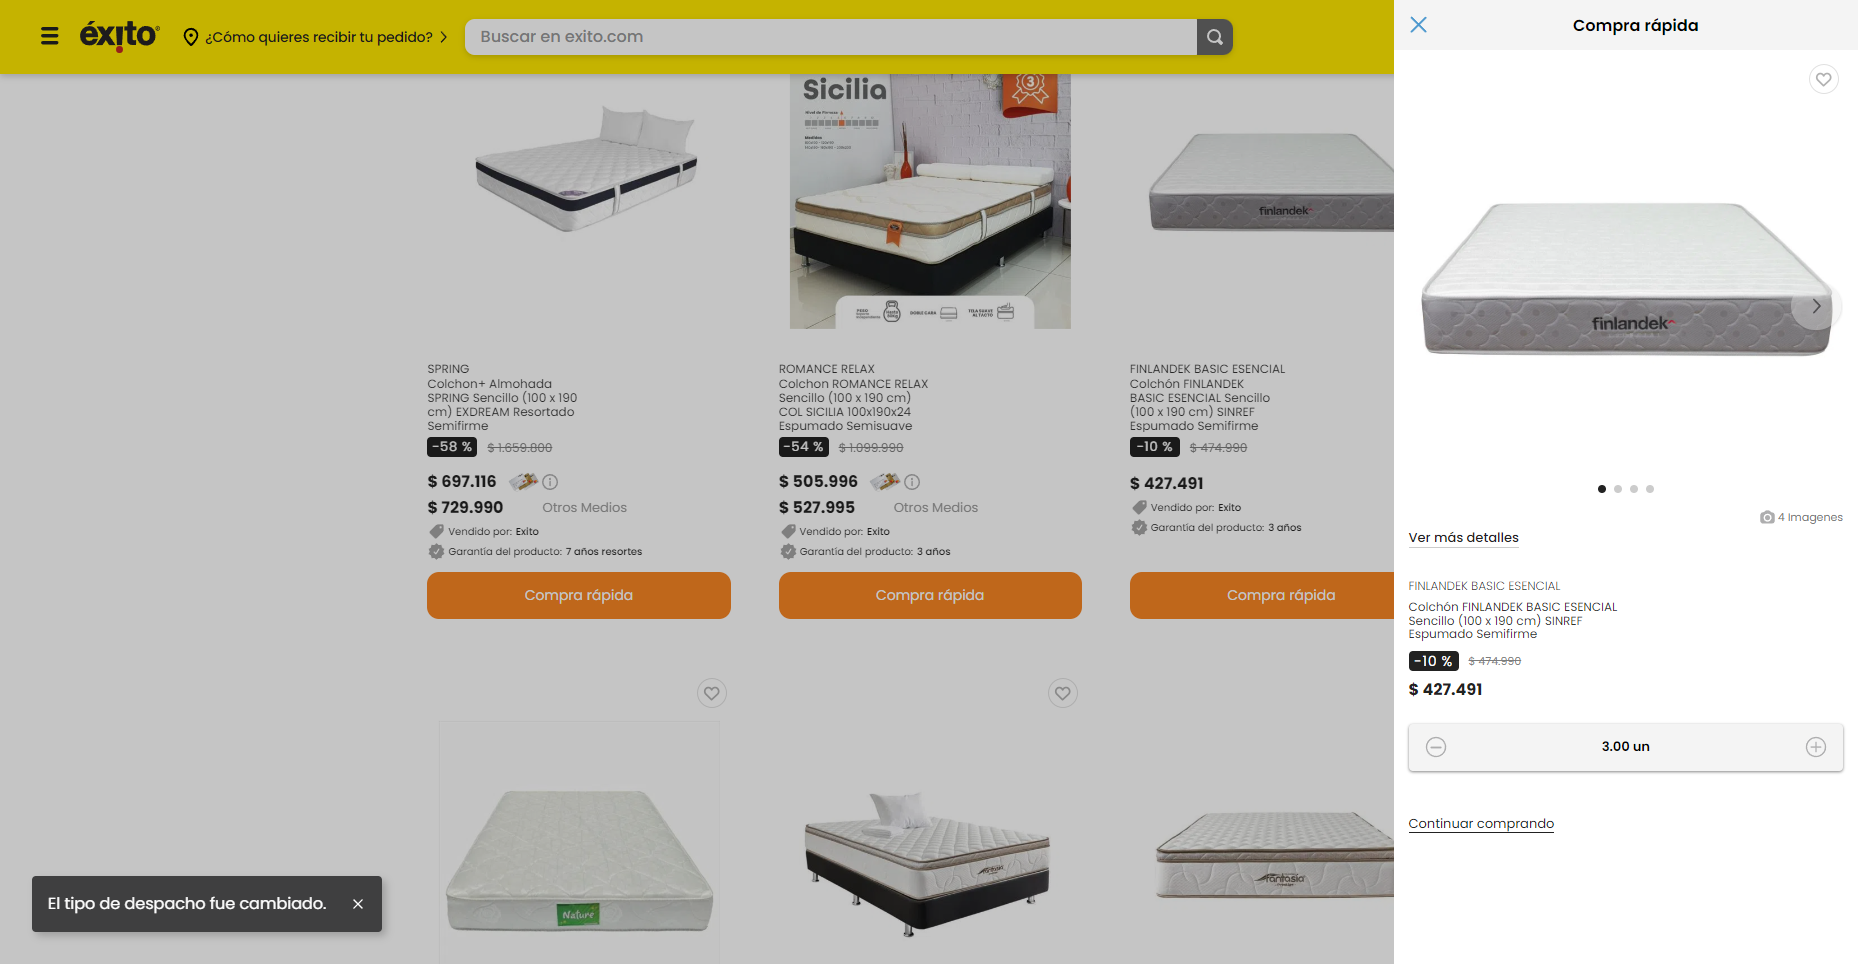 éxito
¿Cómo quieres recibir tu pedido?
Buscar en exito.com
Compra rápida
Sicilia
3
Nivel de Firmeza
finlandek
finlandek
4 Imagenes
Ver más detalles
SPRING
Colchon+ Almohada
SPRING Sencillo (100 x 190
cm) EXDREAM Resortado
Semifirme
-58 %
$ 1.659.800
$ 697.116
$ 729.990
Otros Medios
Vendido por: Exito
Garantía del producto: 7 años resortes
Compra rápida
ROMANCE RELAX
Colchon ROMANCE RELAX
Sencillo (100 x 190 cm)
COL SICILIA 100x190x24
Espumado Semisuave
-54 %
$ 1.099.990
$ 505.996
$ 527.995
Otros Medios
Vendido por: Exito
Garantía del producto: 3 años
Compra rápida
FINLANDEK BASIC ESENCIAL
Colchón FINLANDEK
BASIC ESENCIAL Sencillo
(100 x 190 cm) SINREF
Espumado Semifirme
-10 %
$ 474.990
$ 427.491
Vendido por: Exito
Garantía del producto: 3 años
Compra rápida
FINLANDEK BASIC ESENCIAL
Colchón FINLANDEK BASIC ESENCIAL
Sencillo (100 x 190 cm) SINREF
Espumado Semifirme
-10 %
$ 474.990
$ 427.491
3.00 un
Continuar comprando
Nature
fantasia
fantasia
El tipo de despacho fue cambiado.